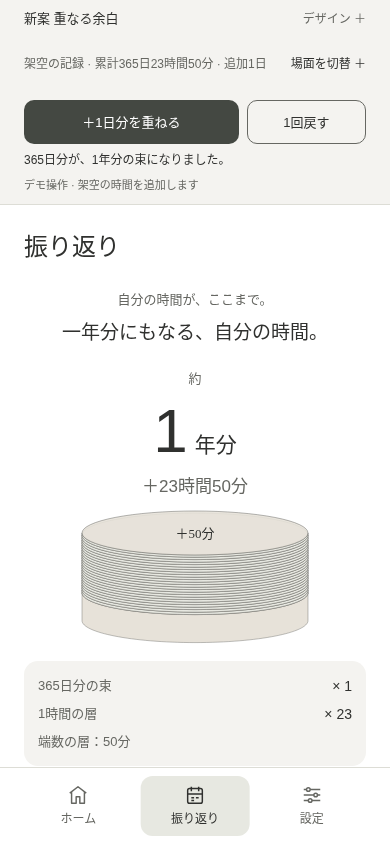 新案 重なる余白
デザイン ＋
架空の記録 · 累計365日23時間50分 · 追加1日
場面を切替 ＋
＋1日分を重ねる
1回戻す
365日分が、1年分の束になりました。
デモ操作 · 架空の時間を追加します
振り返り
自分の時間が、ここまで。
一年分にもなる、自分の時間。
約
1 年分
＋23時間50分
＋50分
365日分の束 × 1
1時間の層 × 23
端数の層：50分
ホーム
振り返り
設定